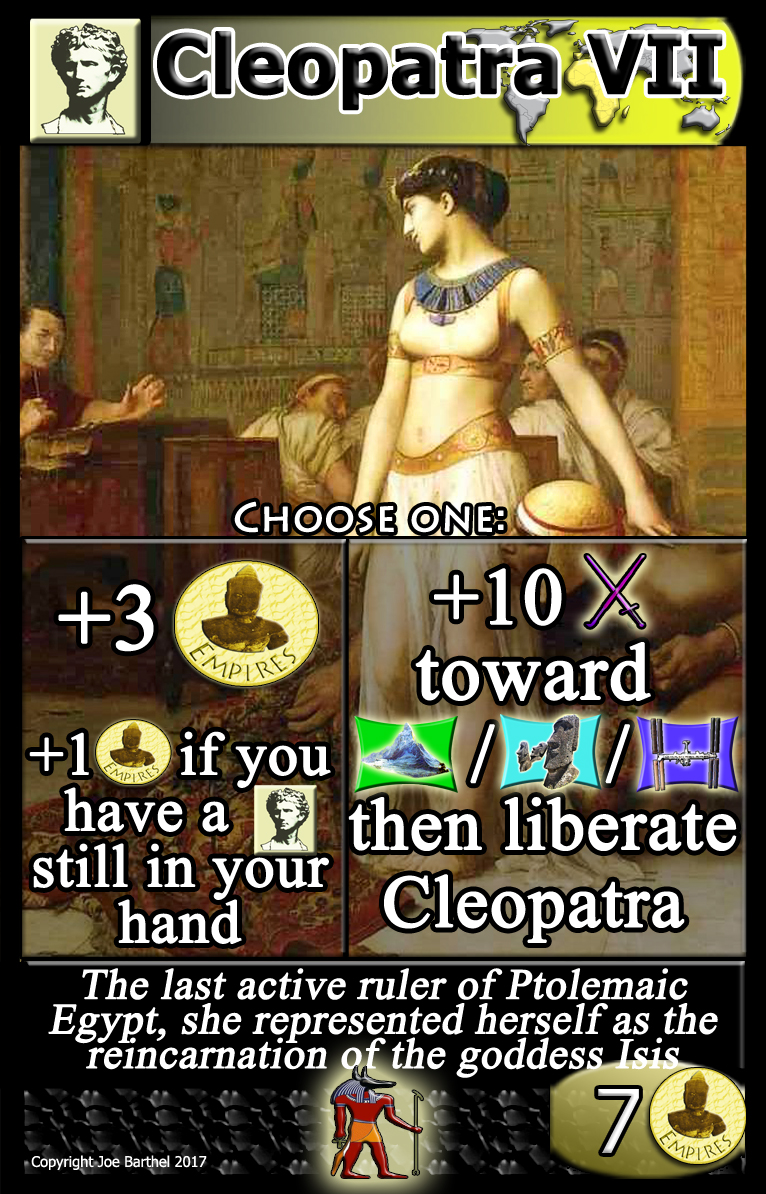 Cleopatra VII
CHOOSE ONE:
+3
EMPIRES
+1 EMPIRES if you
have a
still in your
hand
+10
toward
/ /
then liberate
Cleopatra
The last active ruler of Ptolemaic
Egypt, she represented herself as the
reincarnation of the goddess Isis
7
EMPIRES
Copyright Joe Barthel 2017